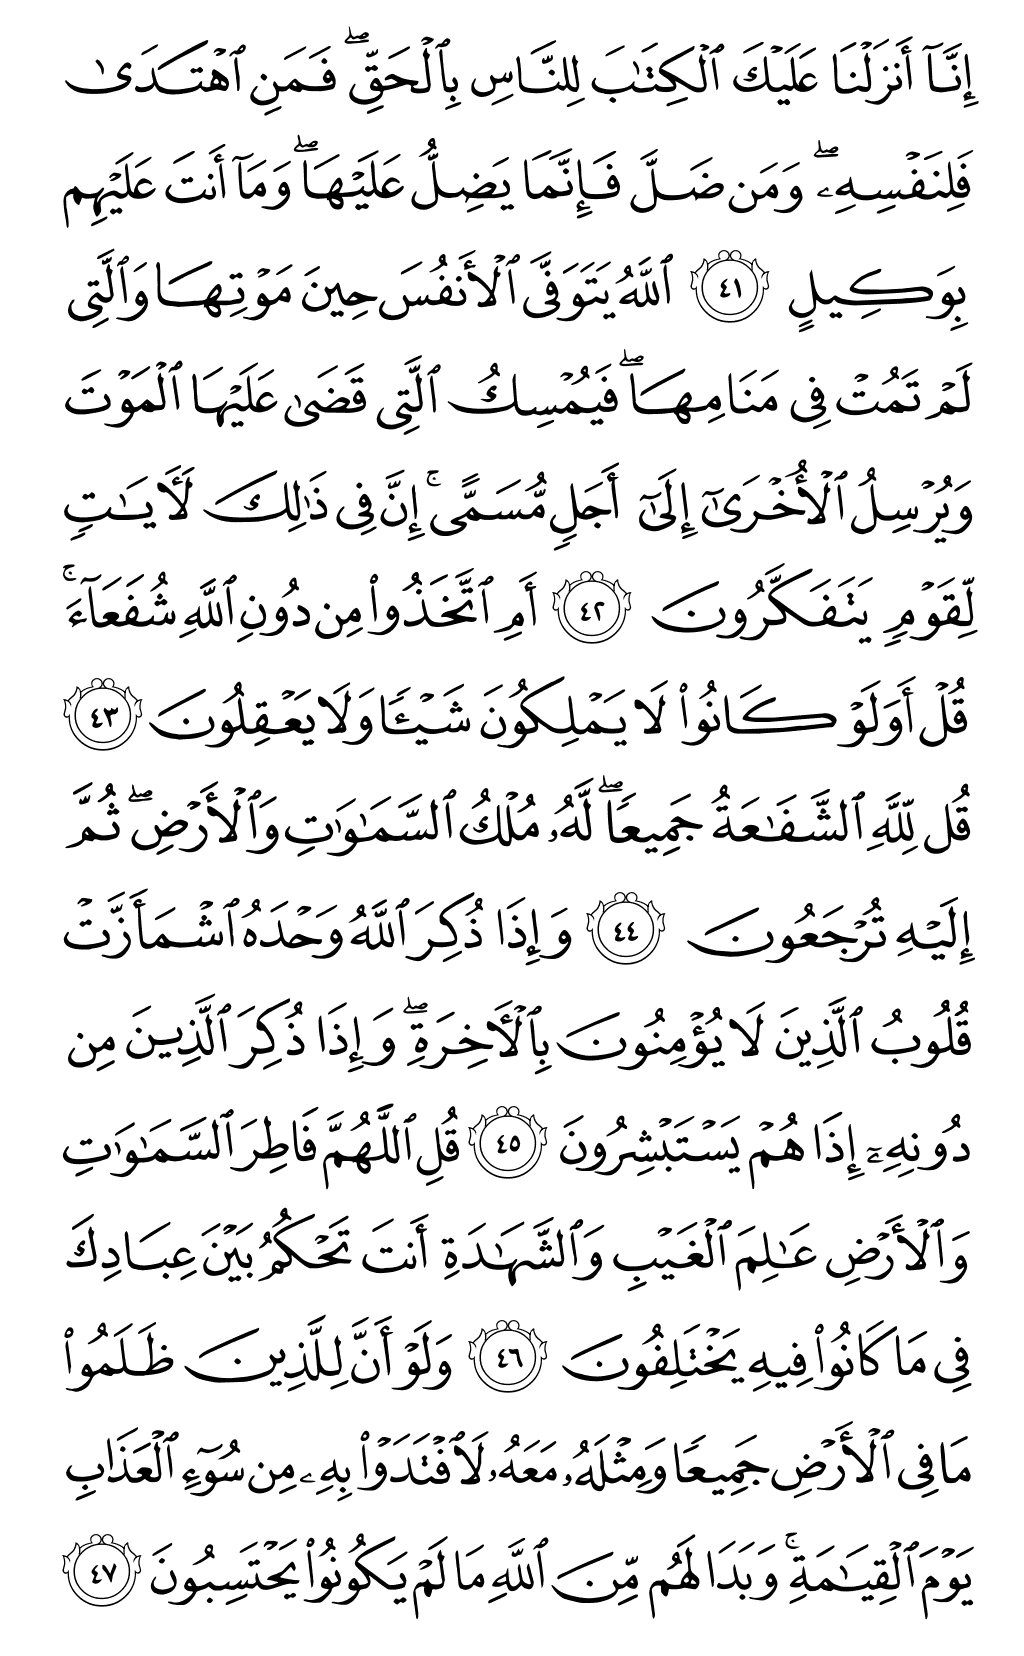 إِنَّآ أَنزَلْنَا عَلَيْكَ ٱلْكِتَٰبَ لِلنَّاسِ بِٱلْحَقِّ ۖ فَمَنِ ٱهْتَدَىٰ
فَلِنَفْسِهِۦ ۖ وَمَن ضَلَّ فَإِنَّمَا يَضِلُّ عَلَيْهَا ۖ وَمَآ أَنتَ عَلَيْهِم
بِوَكِيلٍ ٤١ ٱللَّهُ يَتَوَفَّى ٱلْأَنفُسَ حِينَ مَوْتِهَا وَٱلَّتِى
لَمْ تَمُتْ فِى مَنَامِهَا ۖ فَيُمْسِكُ ٱلَّتِى قَضَىٰ عَلَيْهَا ٱلْمَوْتَ
وَيُرْسِلُ ٱلْأُخْرَىٰٓ إِلَىٰٓ أَجَلٍ مُّسَمًّى ۚ إِنَّ فِى ذَٰلِكَ لَـَٔايَٰتٍ
لِّقَوْمٍ يَتَفَكَّرُونَ ٤٢ أَمِ ٱتَّخَذُوا۟ مِن دُونِ ٱللَّهِ شُفَعَآءَ ۚ
قُلْ أَوَلَوْ كَانُوا۟ لَا يَمْلِكُونَ شَيْـًٔا وَلَا يَعْقِلُونَ ٤٣
قُل لِّلَّهِ ٱلشَّفَٰعَةُ جَمِيعًا ۖ لَّهُۥ مُلْكُ ٱلسَّمَٰوَٰتِ وَٱلْأَرْضِ ۖ ثُمَّ
إِلَيْهِ تُرْجَعُونَ ٤٤ وَإِذَا ذُكِرَ ٱللَّهُ وَحْدَهُ ٱشْمَأَزَّتْ
قُلُوبُ ٱلَّذِينَ لَا يُؤْمِنُونَ بِٱلْـَٔاخِرَةِ ۖ وَإِذَا ذُكِرَ ٱلَّذِينَ مِن
دُونِهِۦٓ إِذَا هُمْ يَسْتَبْشِرُونَ ٤٥ قُلِ ٱللَّهُمَّ فَاطِرَ ٱلسَّمَٰوَٰتِ
وَٱلْأَرْضِ عَٰلِمَ ٱلْغَيْبِ وَٱلشَّهَٰدَةِ أَنتَ تَحْكُمُ بَيْنَ عِبَادِكَ
فِى مَا كَانُوا۟ فِيهِ يَخْتَلِفُونَ ٤٦ وَلَوْ أَنَّ لِلَّذِينَ ظَلَمُوا۟
مَا فِى ٱلْأَرْضِ جَمِيعًا وَمِثْلَهُۥ مَعَهُۥ لَٱفْتَدَوْا۟ بِهِۦ مِن سُوٓءِ ٱلْعَذَابِ
يَوْمَ ٱلْقِيَٰمَةِ ۚ وَبَدَا لَهُم مِّنَ ٱللَّهِ مَا لَمْ يَكُونُوا۟ يَحْتَسِبُونَ ٤٧